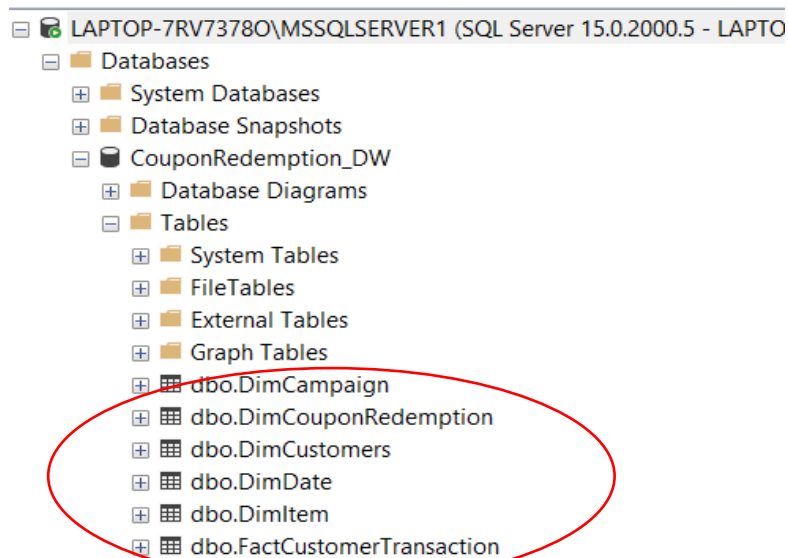 LAPTOP-7RV7378O\MSSQLSERVER1 (SQL Server 15.0.2000.5 - LAPTO
Databases
System Databases
Database Snapshots
CouponRedemption_DW
Database Diagrams
Tables
System Tables
FileTables
External Tables
Graph Tables
dbo.DimCampaign
dbo.DimCouponRedemption
dbo.DimCustomers
dbo.DimDate
dbo.DimItem
dbo.FactCustomerTransaction